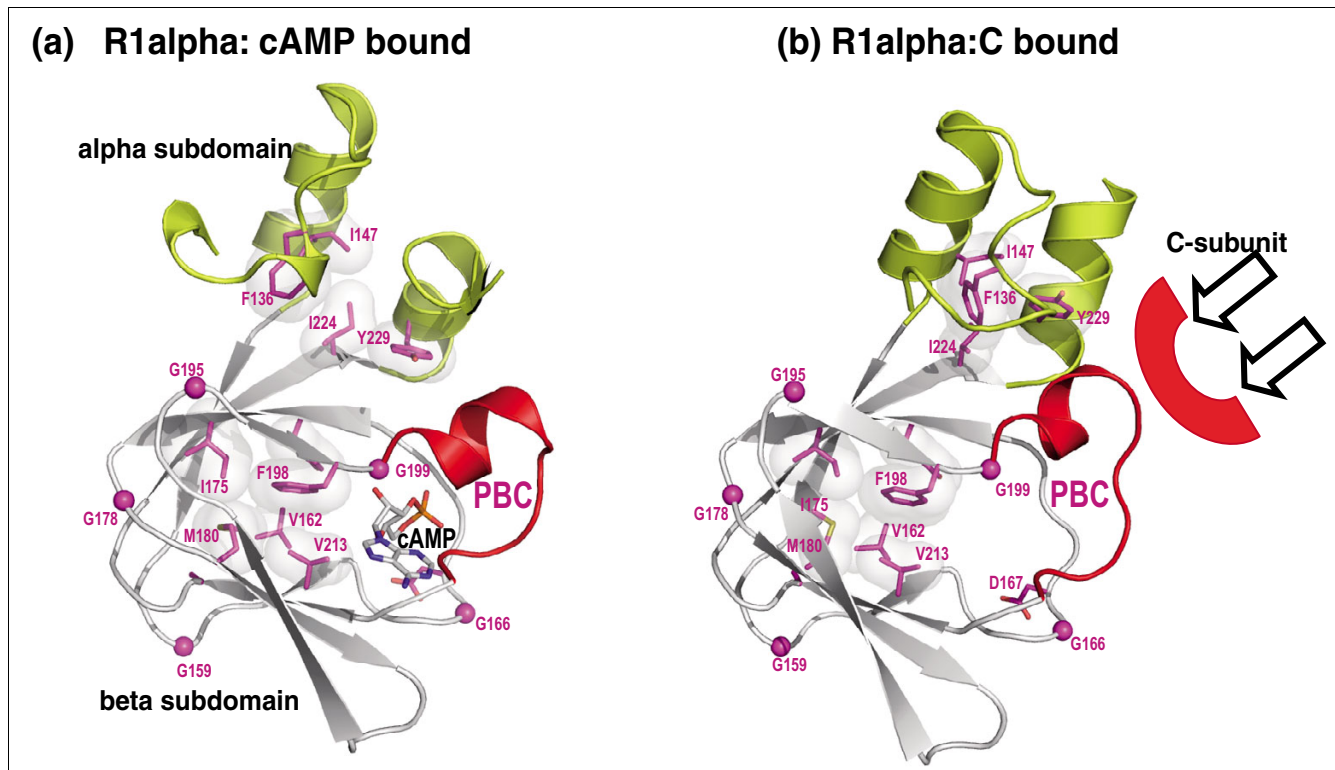 (a) R1alpha: cAMP bound
alpha subdomain
I147
F136
I224
Y229
G195
F198
G199
I175
PBC
G178
V162
cAMP
M180
V213
G166
G159
beta subdomain
(b) R1alpha:C bound
C-subunit
I147
F136
Y229
I224
G195
F198
G199
PBC
G178
I175
V162
M180
V213
D167
G166
G159